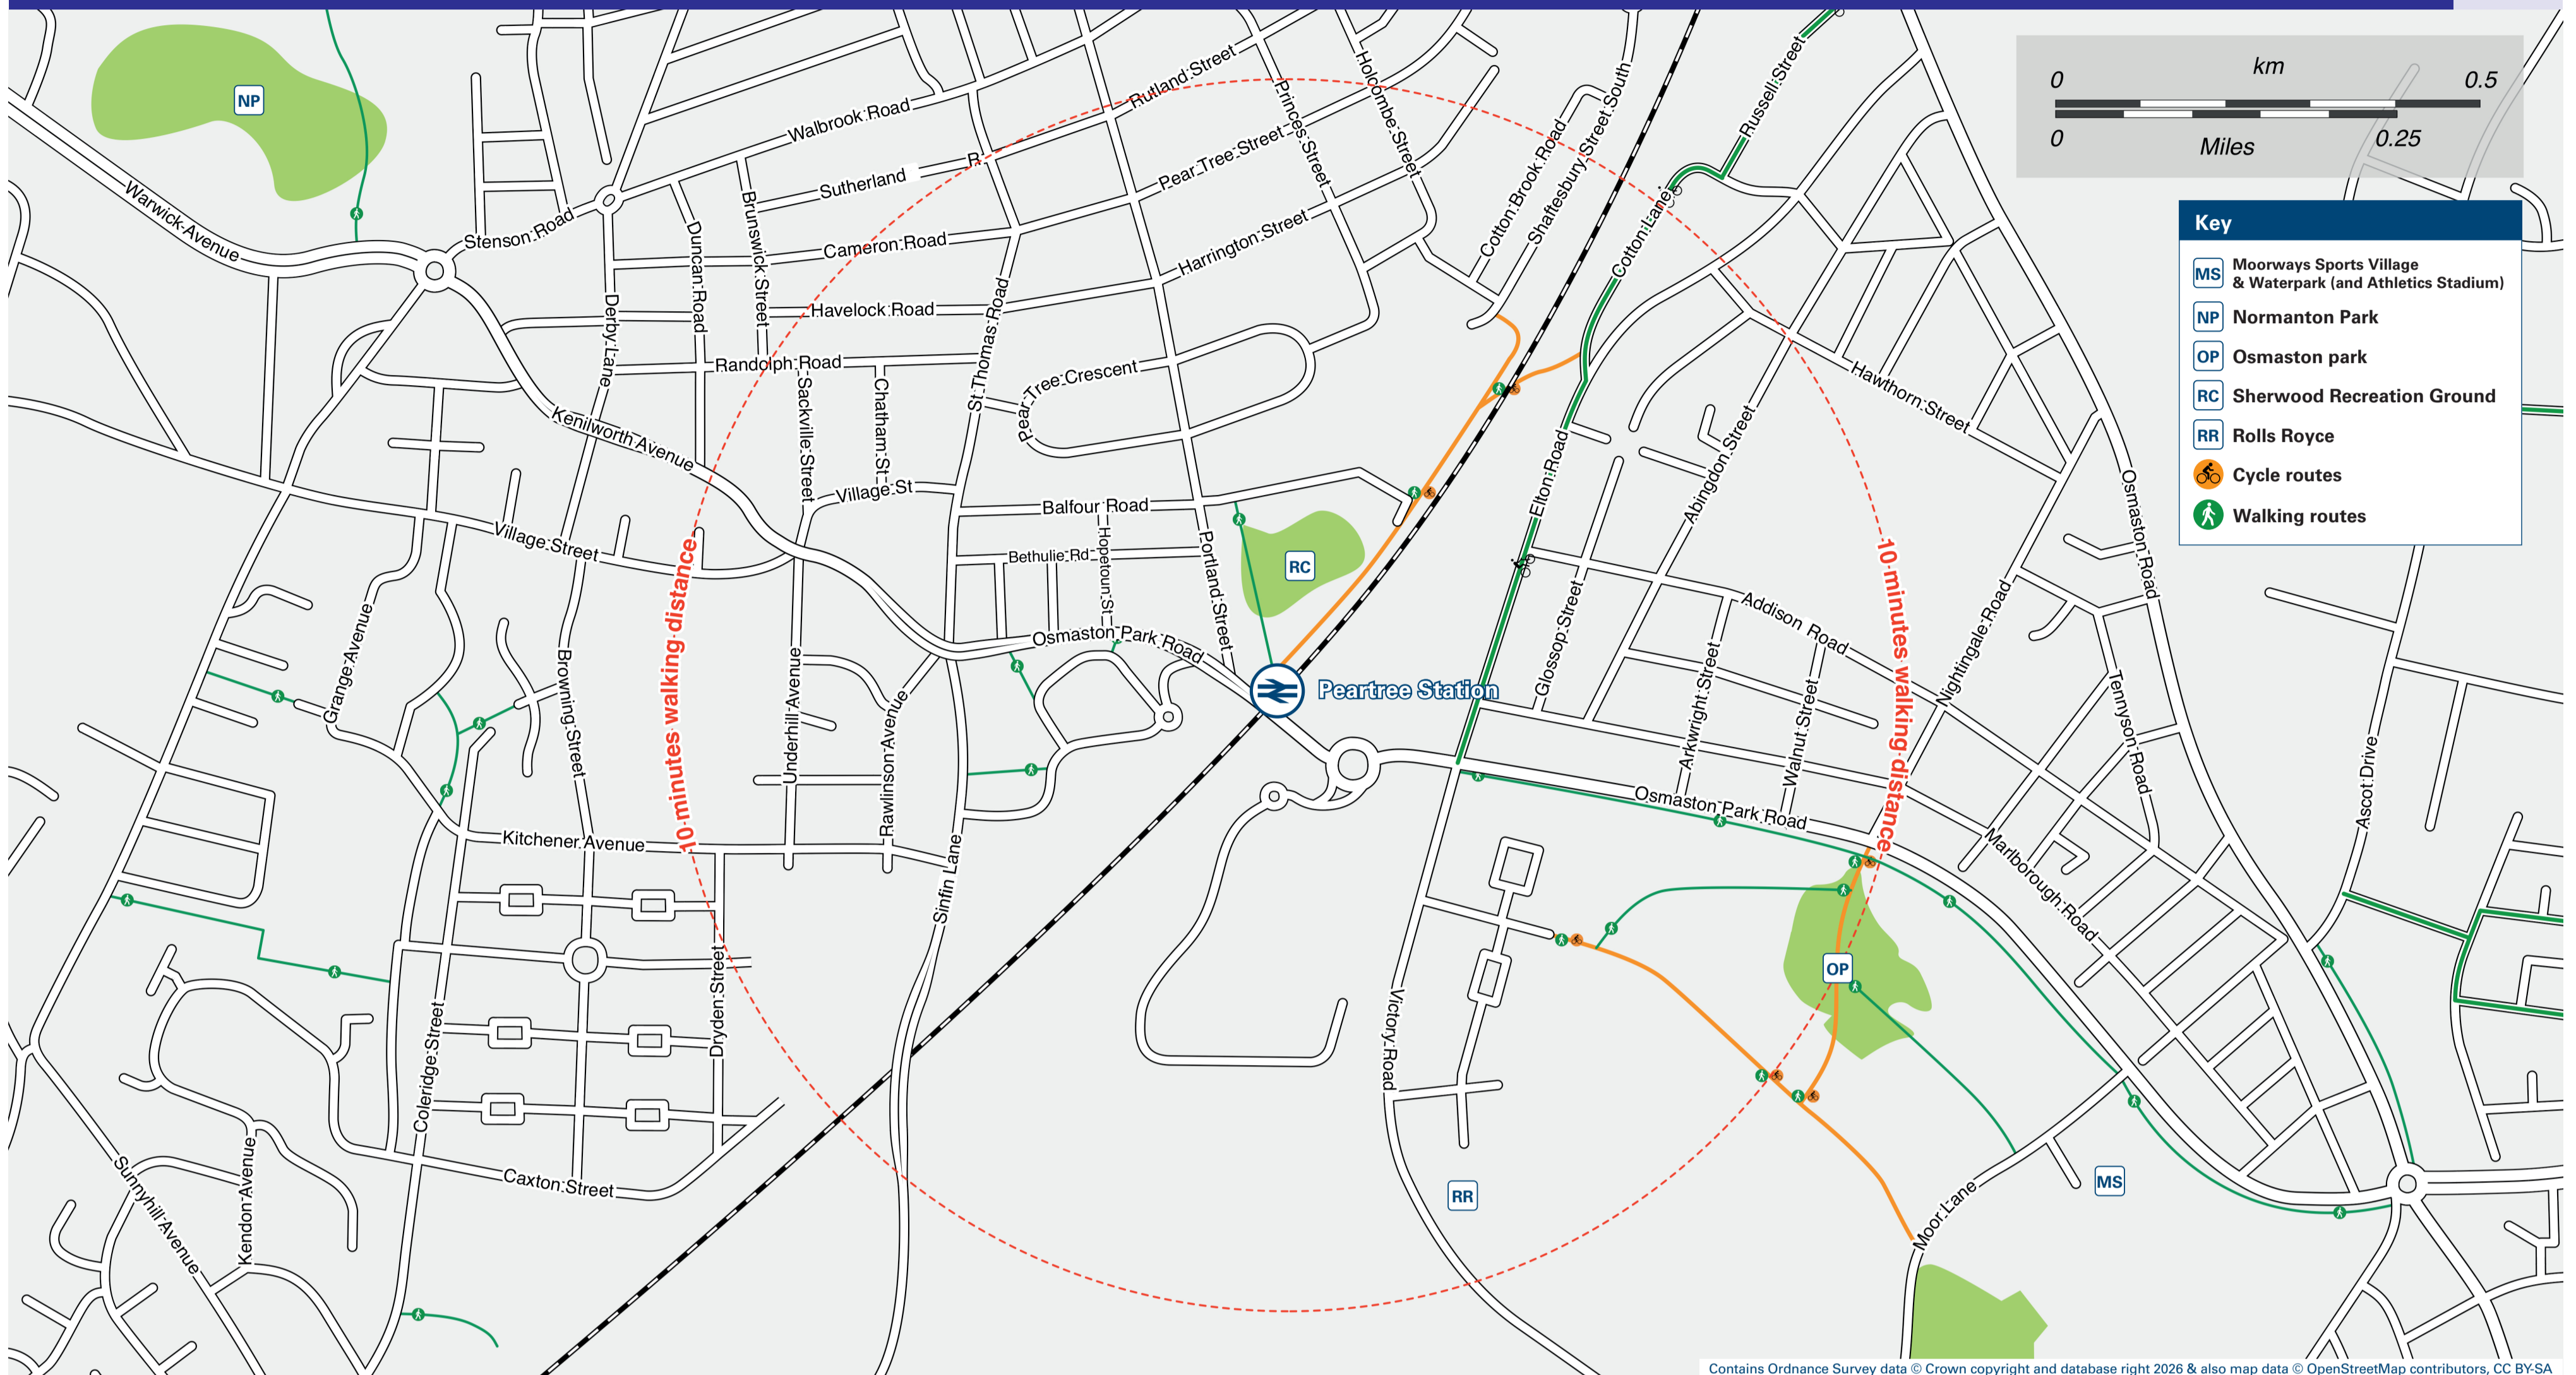 km
0
0.5
0
0.25
Miles
Key
MS Moorways Sports Village
& Waterpark (and Athletics Stadium)
NP Normanton Park
OP Osmaston park
RC Sherwood Recreation Ground
RR Rolls Royce
Cycle routes
Walking routes
NP
Warwick Avenue
Stenson Road
Walbrook Road
Rutland Street
Princes Street
Holcombe Street
Pear Tree Street
Sutherland R
Cameron Road
Harrington Street
Cotton Brook Road
Shaftesbury Street South
Cotton Lane
Russell Street
Duncan Road
Brunswick Street
Derby Lane
Havelock Road
Randolph Road
St Thomas Road
Pear Tree Crescent
Sackville Street
Chatham St
Kenilworth Avenue
Village St
Village Street
Balfour Road
Bethulie Rd
Hopetoun St
Portland Street
RC
Elton Road
Abingdon Street
Hawthorn Street
Osmaston Road
Addison Road
Glossop Street
Arkwright Street
Walnut Street
Nightingale Road
Tennyson Road
Ascot Drive
10 minutes walking distance
10 minutes walking distance
Osmaston Park Road
Peartree Station
Grange Avenue
Browning Street
Underhill Avenue
Rawlinson Avenue
Kitchener Avenue
Sinfin Lane
Osmaston Park Road
Marlborough Road
OP
Victory Road
Dryden Street
Coleridge Street
Caxton Street
Kendon Avenue
Sunnyhill Avenue
RR
MS
Moor Lane
Contains Ordnance Survey data © Crown copyright and database right 2026 & also map data © OpenStreetMap contributors, CC BY-SA